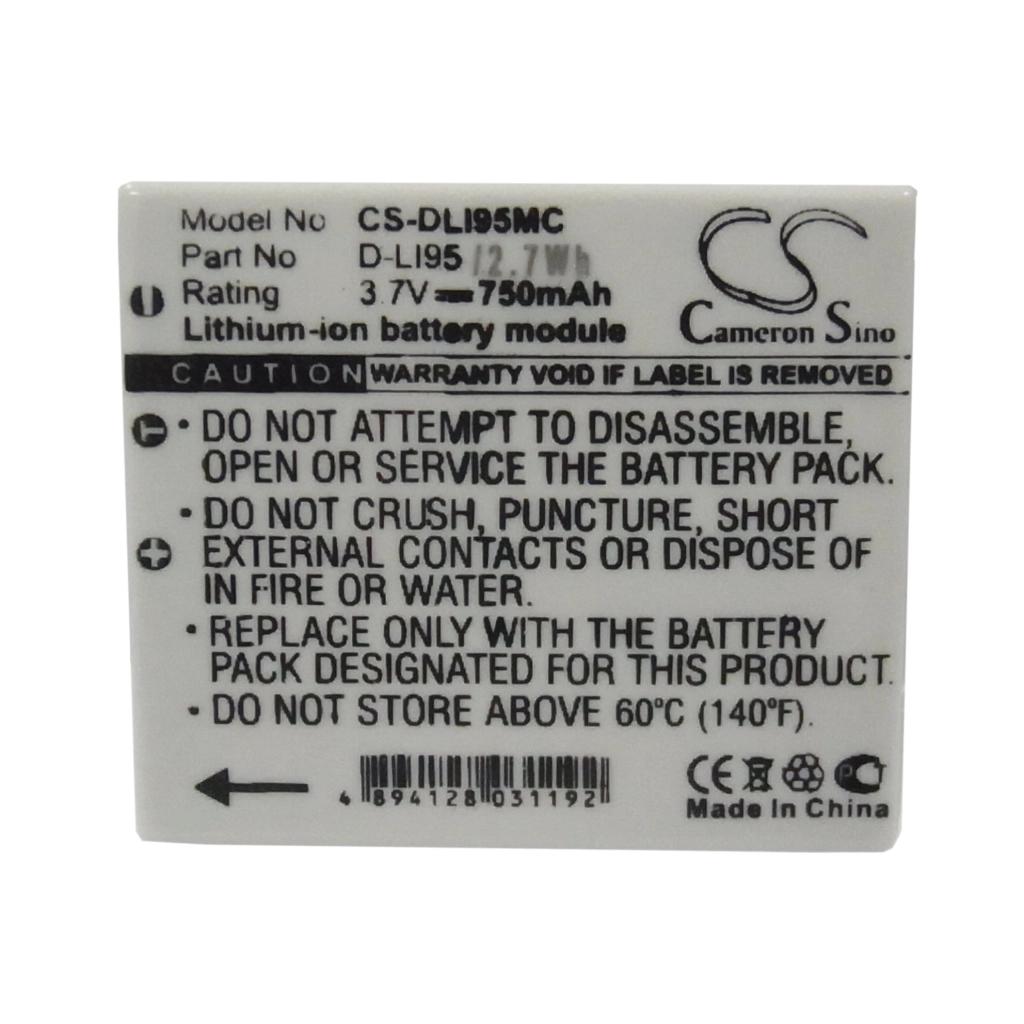 Model No CS-DLI95MC
Part No D-LI95 /2.7Wh
Rating 3.7V 750mAh
Lithium-ion battery module
CS
Cameron Sino
CAUTION WARRANTY VOID IF LABEL IS REMOVED
• DO NOT ATTEMPT TO DISASSEMBLE,
OPEN OR SERVICE THE BATTERY PACK.
• DO NOT CRUSH, PUNCTURE, SHORT
EXTERNAL CONTACTS OR DISPOSE OF
IN FIRE OR WATER.
• REPLACE ONLY WITH THE BATTERY
PACK DESIGNATED FOR THIS PRODUCT.
• DO NOT STORE ABOVE 60°C (140°F).
4 894128 031192
CE
Made In China